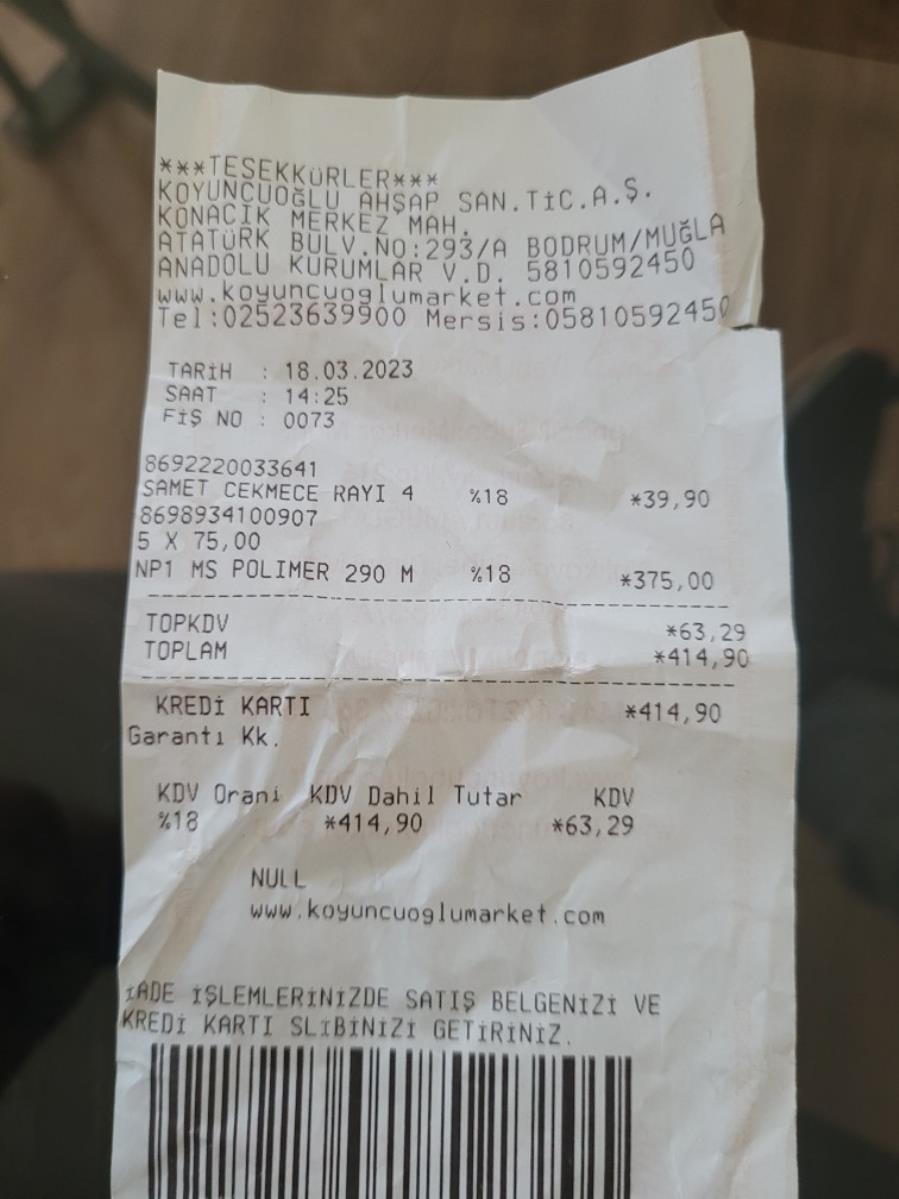 ***TEŞEKKÜRLER***
KOYUNCUOĞLU AHŞAP SAN.TİC.A.Ş.
KONACIK MERKEZ MAH.
ATATÜRK BULV.NO:293/A BODRUM/MUĞLA
ANADOLU KURUMLAR V.D. 5810592450
www.koyuncuoglumarket.com
Tel:02523639900 Mersis:05810592450
TARİH : 18.03.2023
SAAT : 14:25
FİŞ NO : 0073
8692220033641
SAMET CEKMECE RAYI 4 %18 *39,90
8698934100907
5 X 75,00
NP1 MS POLIMER 290 M %18 *375,00
TOPKDV *63,29
TOPLAM *414,90
KREDİ KARTI *414,90
Garantı Kk.
KDV Orani KDV Dahil Tutar KDV
%18 *414,90 *63,29
NULL
www.koyuncuoglumarket.com
İADE İŞLEMLERİNİZDE SATIŞ BELGENİZİ VE
KREDİ KARTI SLİBİNİZİ GETİRİNİZ.